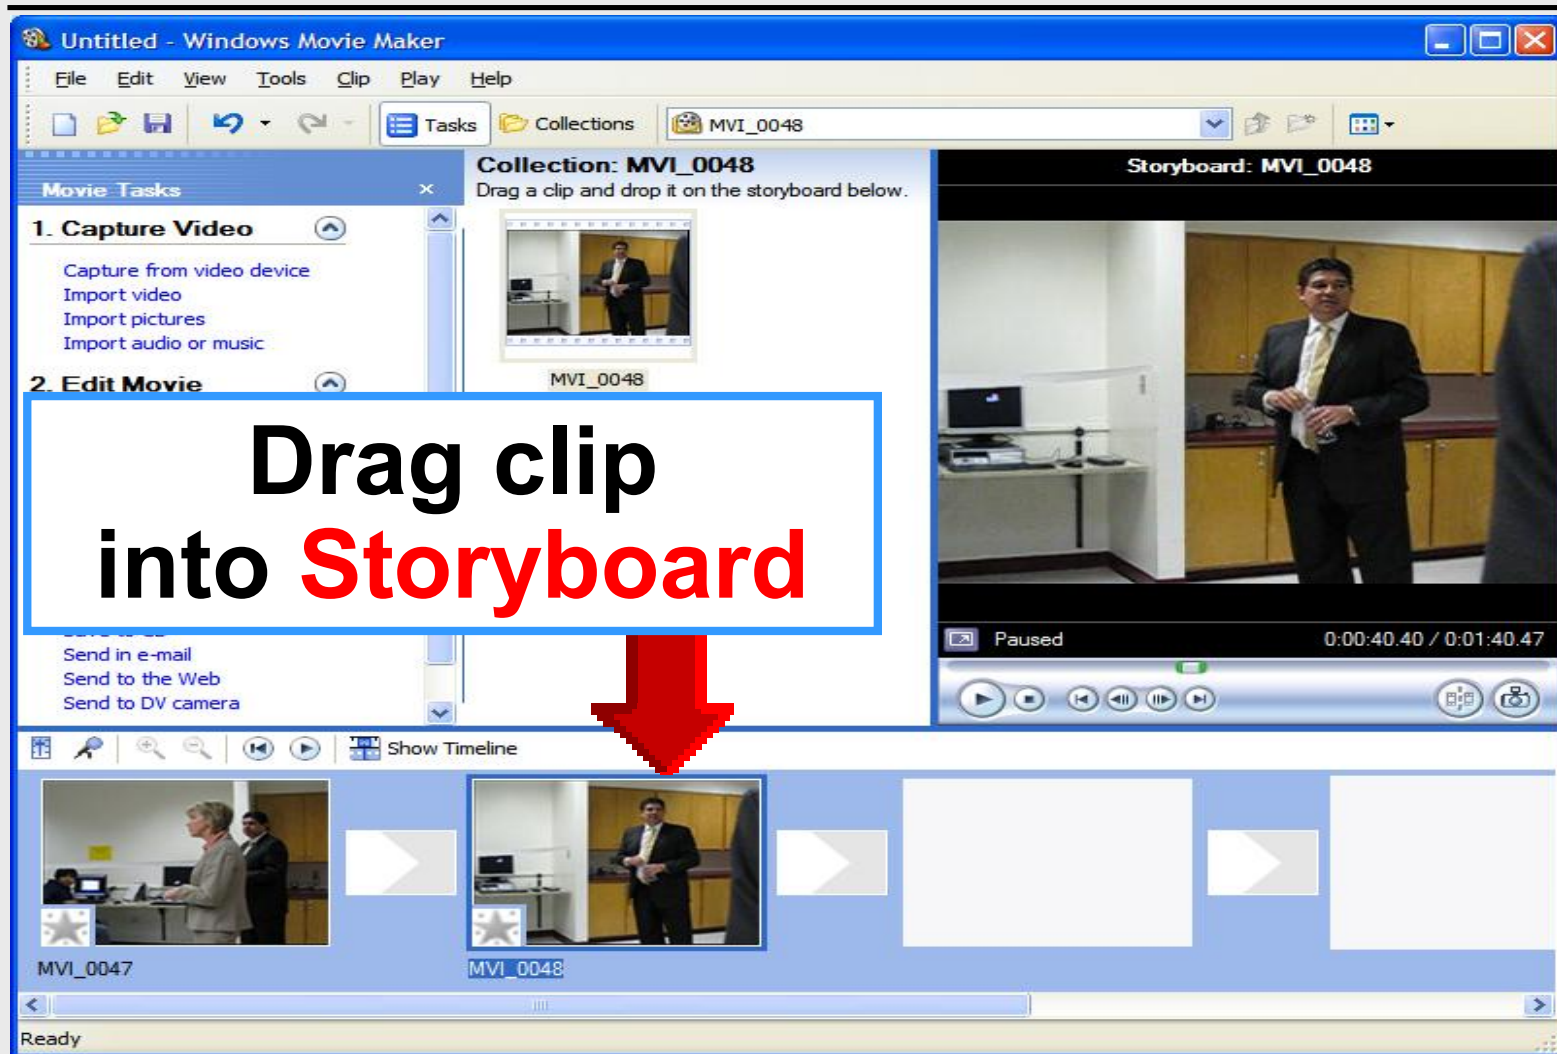 Untitled - Windows Movie Maker
File Edit View Tools Clip Play Help
Tasks Collections MVI_0048
Movie Tasks
1. Capture Video
Capture from video device
Import video
Import pictures
Import audio or music
2. Edit Movie
Collection: MVI_0048
Drag a clip and drop it on the storyboard below.
MVI_0048
Storyboard: MVI_0048
Drag clip
into Storyboard
Send in e-mail
Send to the Web
Send to DV camera
Paused 0:00:40.40 / 0:01:40.47
Show Timeline
MVI_0047 MVI_0048
Ready